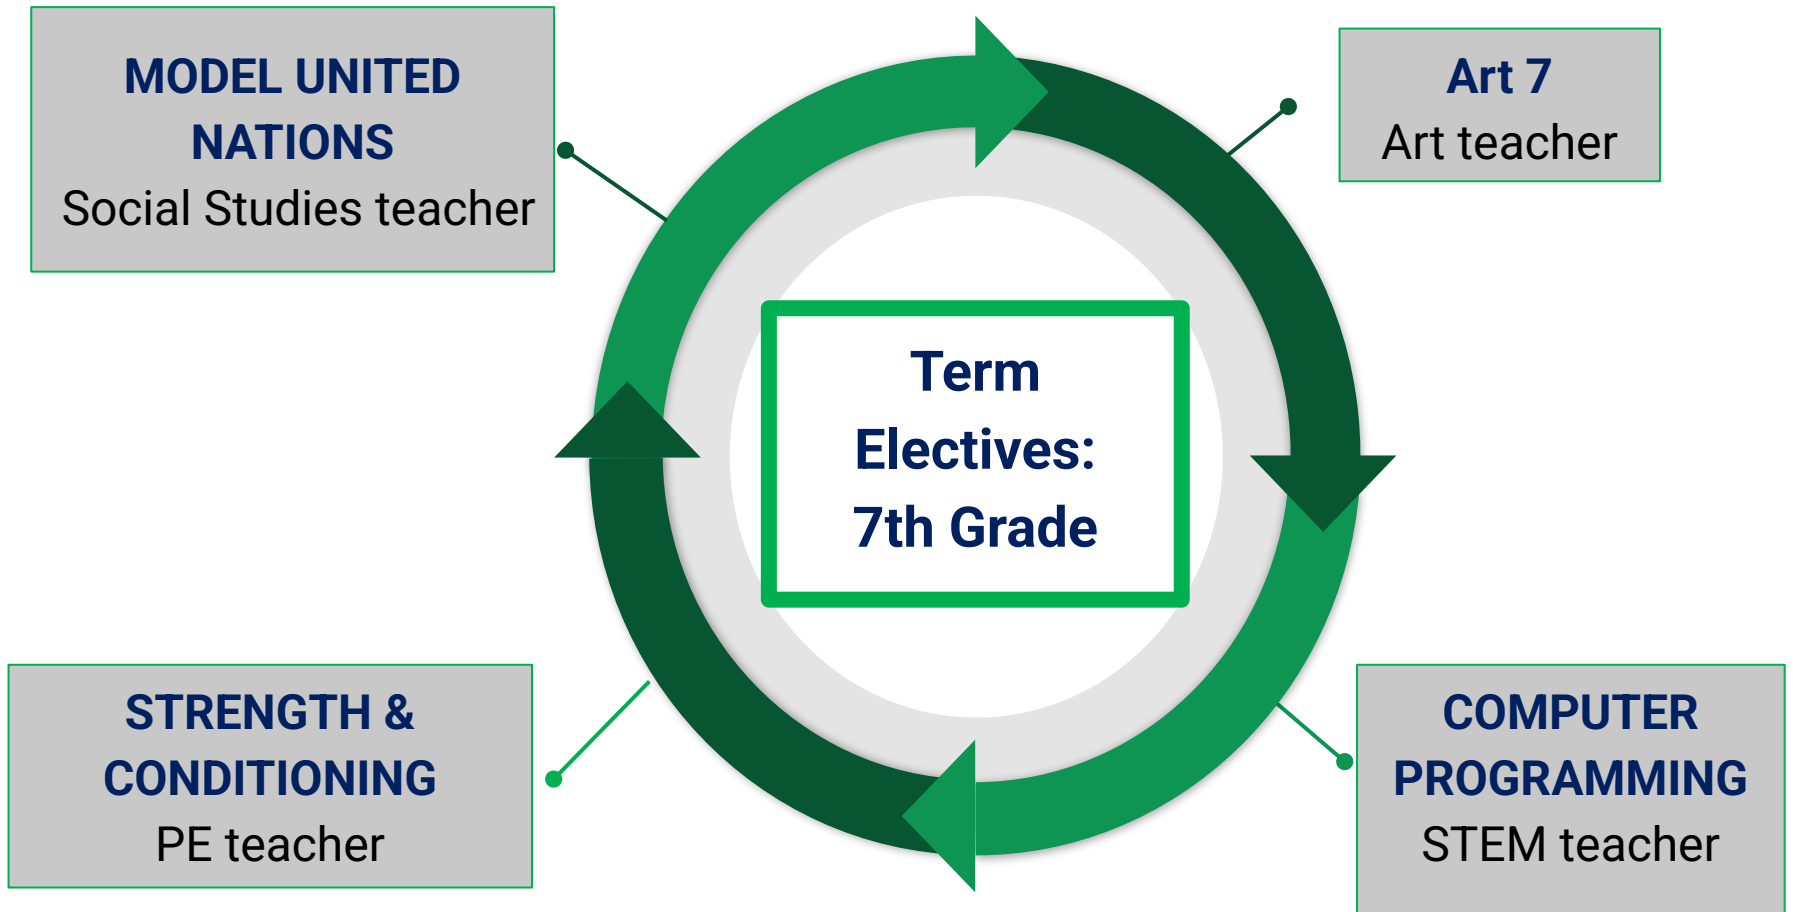 MODEL UNITED
NATIONS
Social Studies teacher
Art 7
Art teacher
Term
Electives:
7th Grade
STRENGTH &
CONDITIONING
PE teacher
COMPUTER
PROGRAMMING
STEM teacher